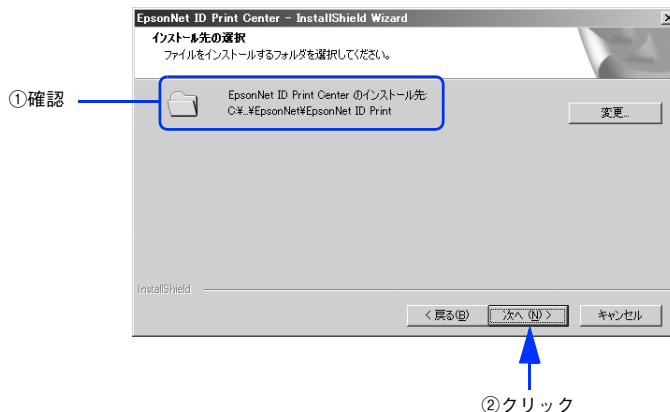 EpsonNet ID Print Center - InstallShield Wizard
インストール先の選択
ファイルをインストールするフォルダを選択してください。
①確認
EpsonNet ID Print Center のインストール先:
C:¥...¥EpsonNet¥EpsonNet ID Print
変更...
InstallShield
< 戻る(B)
次へ (N) >
キャンセル
②クリック